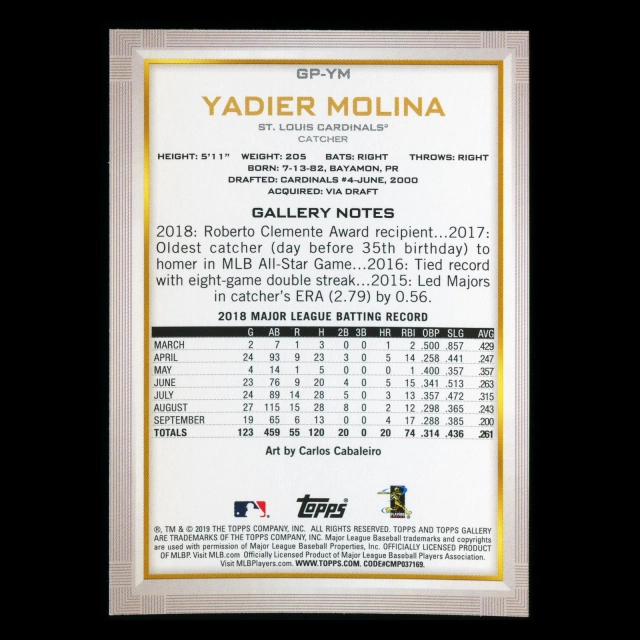 GP-YM
YADIER MOLINA
ST. LOUIS CARDINALS®
CATCHER
HEIGHT: 5'11" WEIGHT: 205 BATS: RIGHT THROWS: RIGHT
BORN: 7-13-82, BAYAMON, PR
DRAFTED: CARDINALS #4-JUNE, 2000
ACQUIRED: VIA DRAFT
GALLERY NOTES
2018: Roberto Clemente Award recipient...2017:
Oldest catcher (day before 35th birthday) to
homer in MLB All-Star Game...2016: Tied record
with eight-game double streak...2015: Led Majors
in catcher's ERA (2.79) by 0.56.
2018 MAJOR LEAGUE BATTING RECORD
G AB R H 2B 3B HR RBI OBP SLG AVG
MARCH 2 7 1 3 0 0 1 2 .500 .857 .429
APRIL 24 93 9 23 3 0 5 14 .258 .441 .247
MAY 4 14 1 5 0 0 0 1 .400 .357 .357
JUNE 23 76 9 20 4 0 5 15 .341 .513 .263
JULY 24 89 14 28 5 0 3 13 .357 .472 .315
AUGUST 27 115 15 28 8 0 2 12 .298 .365 .243
SEPTEMBER 19 65 6 13 0 0 4 17 .288 .385 .200
TOTALS 123 459 55 120 20 0 20 74 .314 .436 .261
Art by Carlos Cabaleiro
Topps PLAYERS
®, TM & © 2019 THE TOPPS COMPANY, INC. ALL RIGHTS RESERVED. TOPPS AND TOPPS GALLERY
ARE TRADEMARKS OF THE TOPPS COMPANY, INC. Major League Baseball trademarks and copyrights
are used with permission of Major League Baseball Properties, Inc. OFFICIALLY LICENSED PRODUCT
OF MLBP. Visit MLB.com Officially Licensed Product of Major League Baseball Players Association.
Visit MLBPlayers.com. WWW.TOPPS.COM. CODE#CMP037169.